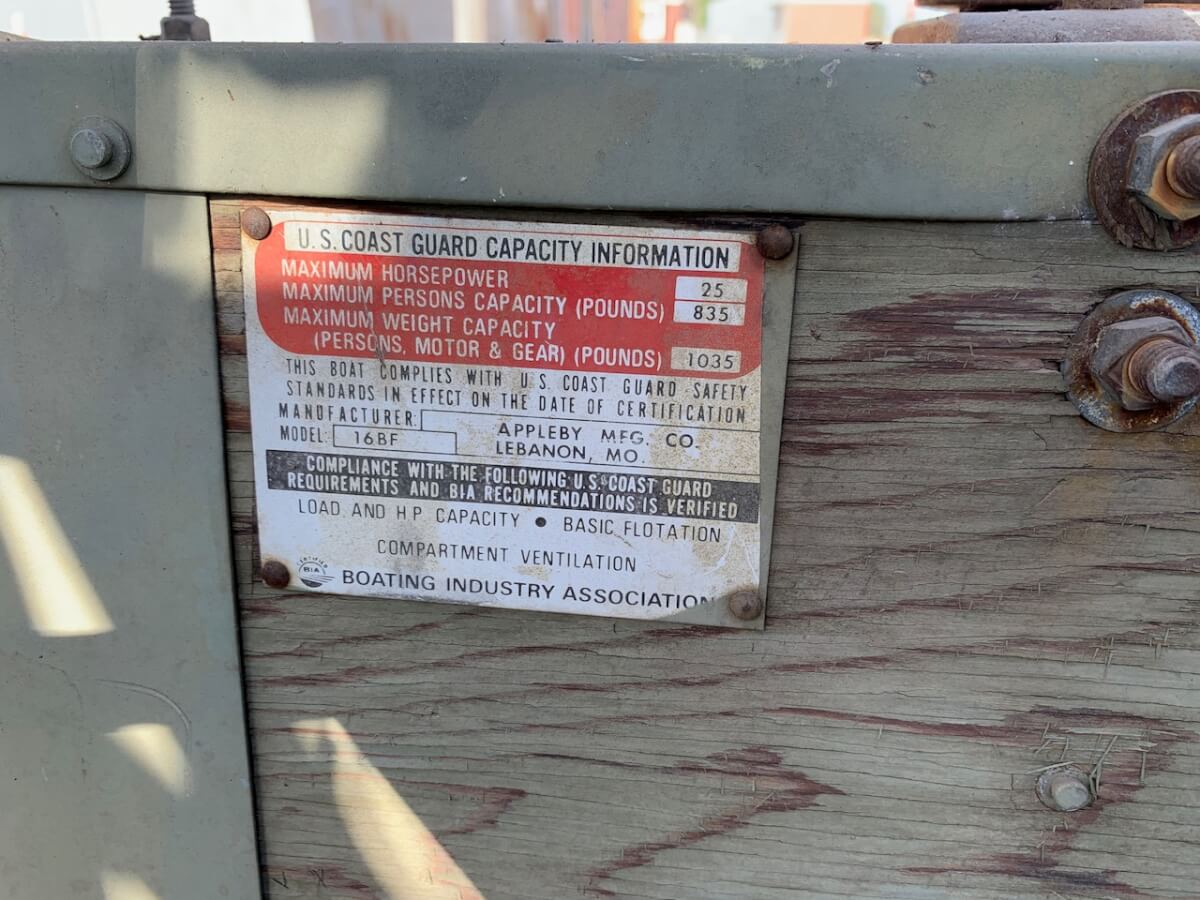 U.S. COAST GUARD CAPACITY INFORMATION
MAXIMUM HORSEPOWER 25
MAXIMUM PERSONS CAPACITY (POUNDS) 835
MAXIMUM WEIGHT CAPACITY
(PERSONS, MOTOR & GEAR) (POUNDS) 1035
THIS BOAT COMPLIES WITH U.S. COAST GUARD SAFETY
STANDARDS IN EFFECT ON THE DATE OF CERTIFICATION
MANUFACTURER: APPLEBY MFG. CO.
MODEL: 16BF LEBANON, MO.
COMPLIANCE WITH THE FOLLOWING U.S. COAST GUARD
REQUIREMENTS AND BIA RECOMMENDATIONS IS VERIFIED
LOAD AND HP CAPACITY • BASIC FLOTATION
COMPARTMENT VENTILATION
CERTIFIED
BIA
BOATING INDUSTRY ASSOCIATION